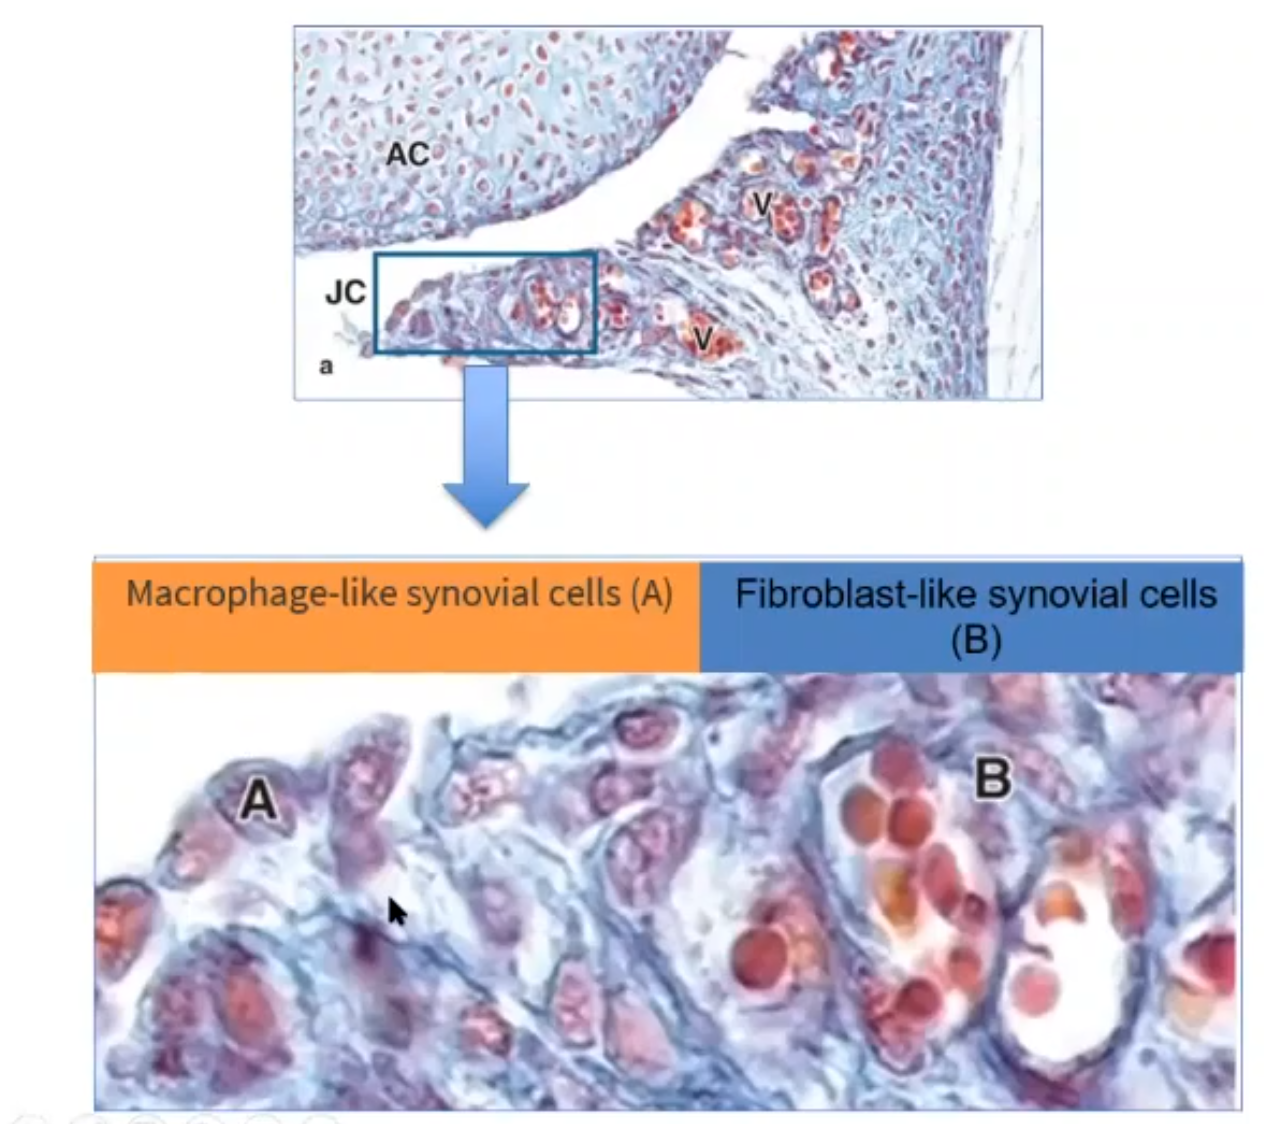 AC
V
JC
V
a
Macrophage-like synovial cells (A)
Fibroblast-like synovial cells
(B)
A
B